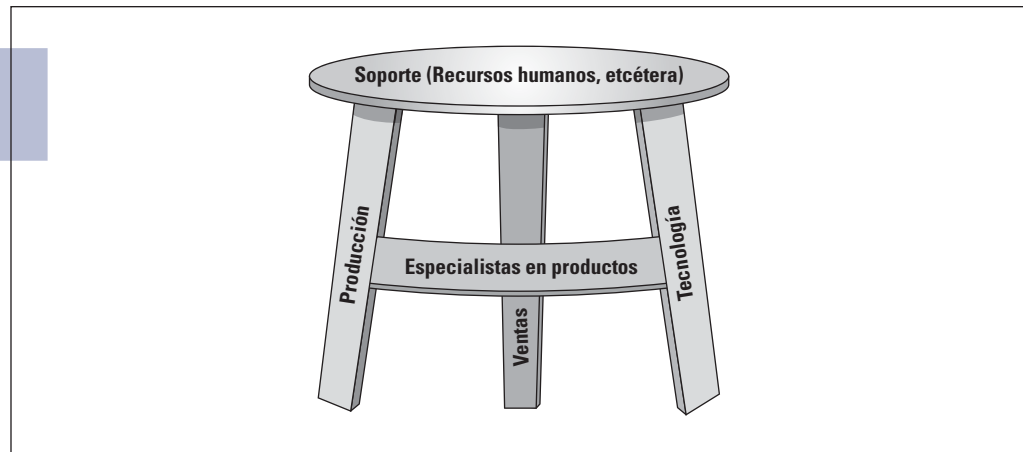 Soporte (Recursos humanos, etcétera)
Producción
Especialistas en productos
Ventas
Tecnología